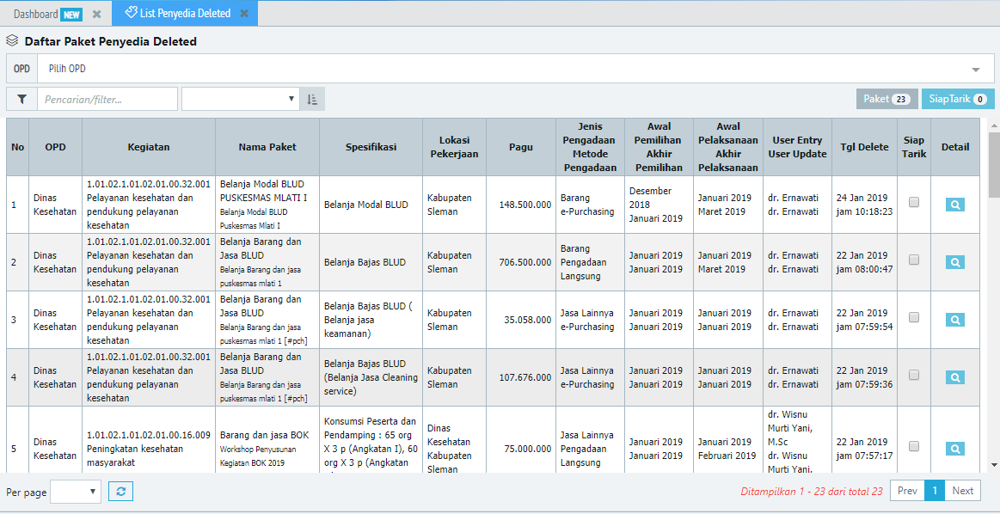 Dashboard NEW
List Penyedia Deleted
Daftar Paket Penyedia Deleted
OPD Pilih OPD
Pencarian/filter...
Paket 23 SiapTarik 0
No
OPD
Kegiatan
Nama Paket
Spesifikasi
Lokasi
Pekerjaan
Pagu
Jenis
Pengadaan
Metode
Pengadaan
Awal
Pemilihan
Akhir
Pemilihan
Awal
Pelaksanaan
Akhir
Pelaksanaan
User Entry
User Update
Tgl Delete
Siap
Tarik
Detail
1
Dinas
Kesehatan
1.01.02.1.01.02.01.00.32.001
Pelayanan kesehatan dan
pendukung pelayanan
kesehatan
Belanja Modal BLUD
PUSKESMAS MLATI I
Belanja Modal BLUD
Puskesmas Mlati I
Belanja Modal BLUD
Kabupaten
Sleman
148.500.000
Barang
e-Purchasing
Desember
2018
Januari 2019
Januari 2019
Maret 2019
dr. Ernawati
dr. Ernawati
24 Jan 2019
jam 10:18:23
2
Dinas
Kesehatan
1.01.02.1.01.02.01.00.32.001
Pelayanan kesehatan dan
pendukung pelayanan
kesehatan
Belanja Barang dan
Jasa BLUD
Belanja Barang dan jasa
puskesmas mlati 1
Belanja Bajas BLUD
Kabupaten
Sleman
706.500.000
Barang
Pengadaan
Langsung
Januari 2019
Januari 2019
Januari 2019
Maret 2019
dr. Ernawati
dr. Ernawati
22 Jan 2019
jam 08:00:47
3
Dinas
Kesehatan
1.01.02.1.01.02.01.00.32.001
Pelayanan kesehatan dan
pendukung pelayanan
kesehatan
Belanja Barang dan
Jasa BLUD
Belanja Barang dan jasa
puskesmas mlati 1 [#pch]
Belanja Bajas BLUD (
Belanja jasa
keamanan)
Kabupaten
Sleman
35.058.000
Jasa Lainnya
e-Purchasing
Januari 2019
Januari 2019
Januari 2019
Januari 2019
dr. Ernawati
dr. Ernawati
22 Jan 2019
jam 07:59:54
4
Dinas
Kesehatan
1.01.02.1.01.02.01.00.32.001
Pelayanan kesehatan dan
pendukung pelayanan
kesehatan
Belanja Barang dan
Jasa BLUD
Belanja Barang dan jasa
puskesmas mlati 1 [#pch]
Belanja Bajas BLUD
(Belanja Jasa Cleaning
service)
Kabupaten
Sleman
107.676.000
Jasa Lainnya
e-Purchasing
Januari 2019
Januari 2019
Januari 2019
Januari 2019
dr. Ernawati
dr. Ernawati
22 Jan 2019
jam 07:59:36
5
Dinas
Kesehatan
1.01.02.1.01.02.01.00.16.009
Peningkatan kesehatan
masyarakat
Barang dan jasa BOK
Workshop Penyusunan
Kegiatan BOK 2019
Konsumsi Peserta dan
Pendamping : 65 org
X 3 p (Angkatan I), 60
org X 3 p (Angkatan
Dinas
Kesehatan
Kabupaten
Sleman
75.000.000
Jasa Lainnya
Pengadaan
Langsung
Januari 2019
Januari 2019
Januari 2019
Februari 2019
dr. Wisnu
Murti Yani,
M.Sc
dr. Wisnu
Murti Yani,
22 Jan 2019
jam 07:57:17
Per page
Ditampilkan 1 - 23 dari total 23
Prev 1 Next